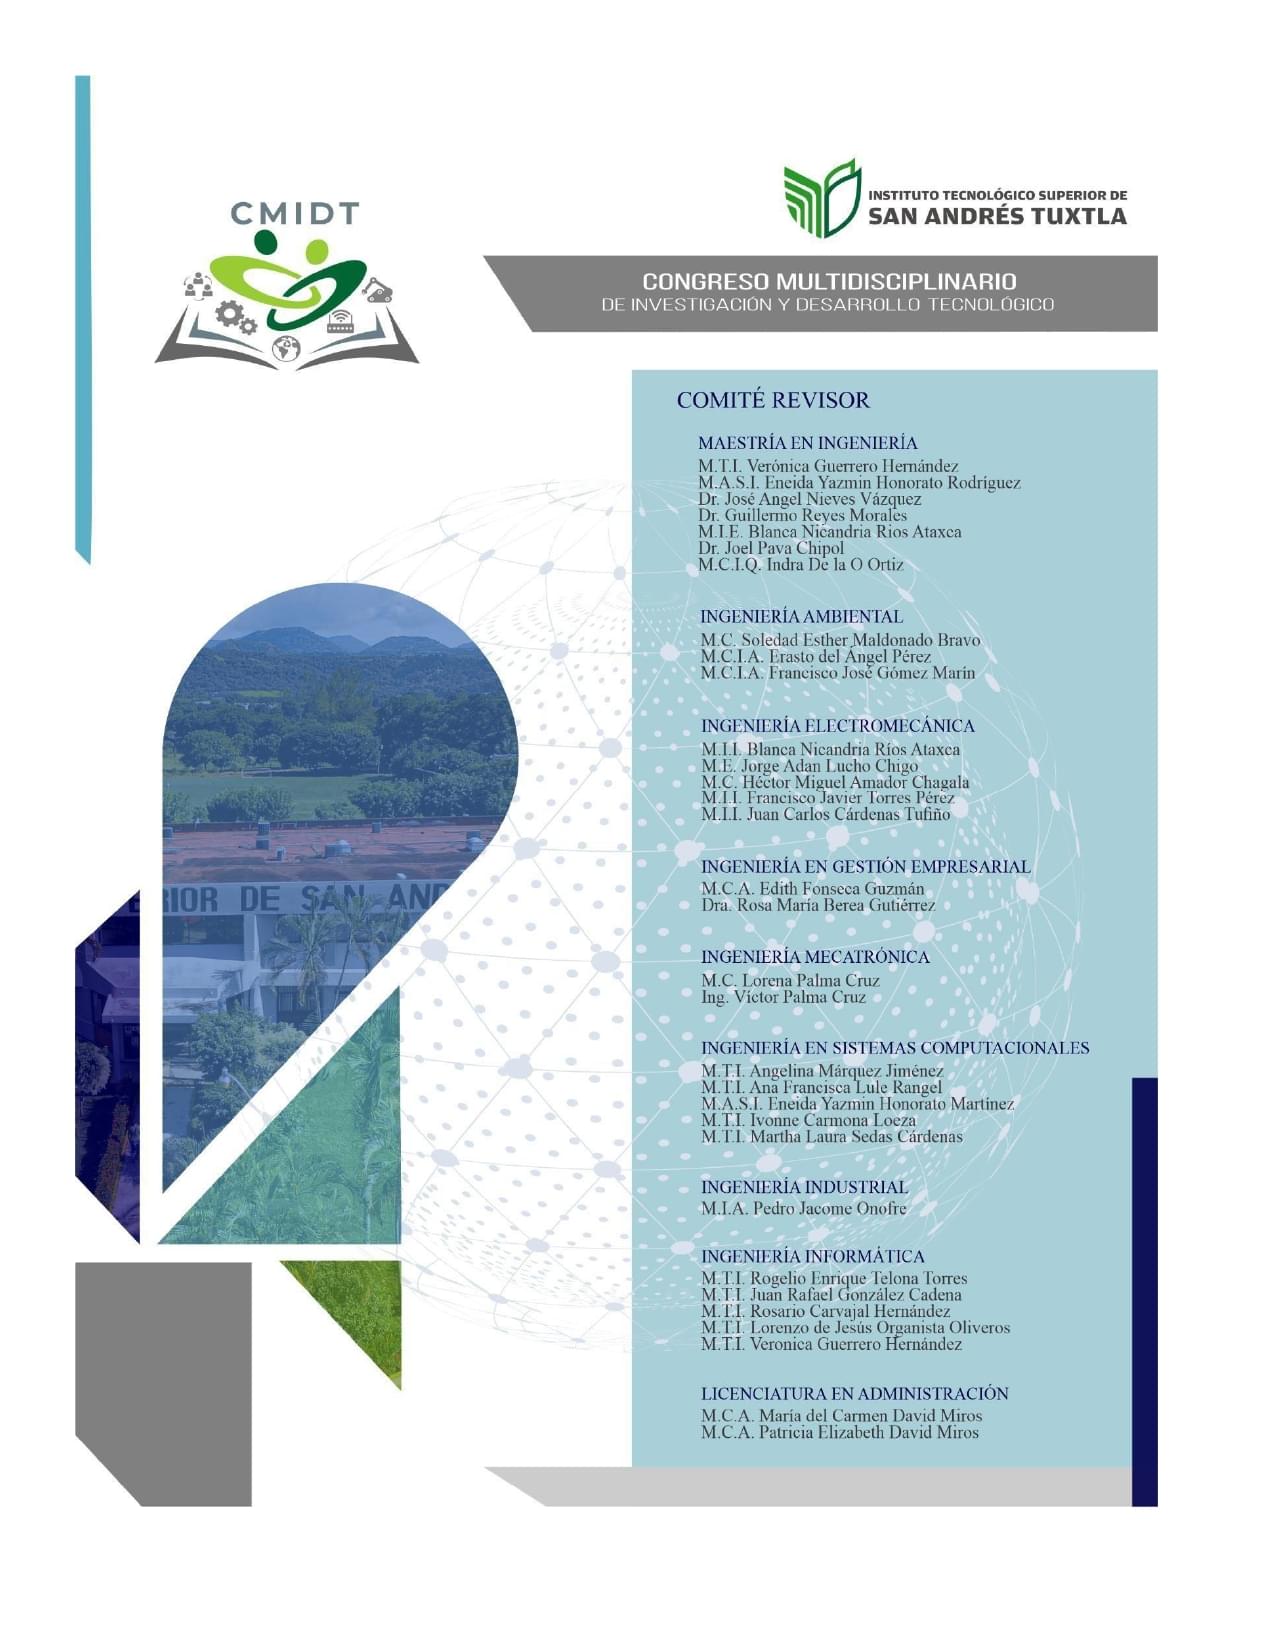 CMIDT
INSTITUTO TECNOLÓGICO SUPERIOR DE
SAN ANDRÉS TUXTLA
CONGRESO MULTIDISCIPLINARIO
DE INVESTIGACIÓN Y DESARROLLO TECNOLÓGICO
COMITÉ REVISOR
MAESTRÍA EN INGENIERÍA
M.T.I. Verónica Guerrero Hernández
M.A.S.I. Eneida Yazmin Honorato Rodríguez
Dr. José Angel Nieves Vázquez
Dr. Guillermo Reyes Morales
M.I.E. Blanca Nicandria Rios Ataxca
Dr. Joel Pava Chipol
M.C.I.Q. Indra De la O Ortiz
INGENIERÍA AMBIENTAL
M.C. Soledad Esther Maldonado Bravo
M.C.I.A. Erasto del Ángel Pérez
M.C.I.A. Francisco José Gómez Marín
INGENIERÍA ELECTROMECÁNICA
M.I.I. Blanca Nicandria Ríos Ataxca
M.E. Jorge Adan Lucho Chigo
M.C. Héctor Miguel Amador Chagala
M.I.I. Francisco Javier Torres Pérez
M.I.I. Juan Carlos Cárdenas Tufiño
INGENIERÍA EN GESTIÓN EMPRESARIAL
M.C.A. Edith Fonseca Guzmán
Dra. Rosa María Berea Gutiérrez
ERIOR DE SAN AND
INGENIERÍA MECATRÓNICA
M.C. Lorena Palma Cruz
Ing. Víctor Palma Cruz
INGENIERÍA EN SISTEMAS COMPUTACIONALES
M.T.I. Angelina Márquez Jiménez
M.T.I. Ana Francisca Lule Rangel
M.A.S.I. Eneida Yazmin Honorato Martinez
M.T.I. Ivonne Carmona Loeza
M.T.I. Martha Laura Sedas Cárdenas
INGENIERÍA INDUSTRIAL
M.I.A. Pedro Jacome Onofre
INGENIERÍA INFORMÁTICA
M.T.I. Rogelio Enrique Telona Torres
M.T.I. Juan Rafael González Cadena
M.T.I. Rosario Carvajal Hernández
M.T.I. Lorenzo de Jesús Organista Oliveros
M.T.I. Veronica Guerrero Hernández
LICENCIATURA EN ADMINISTRACIÓN
M.C.A. María del Carmen David Miros
M.C.A. Patricia Elizabeth David Miros